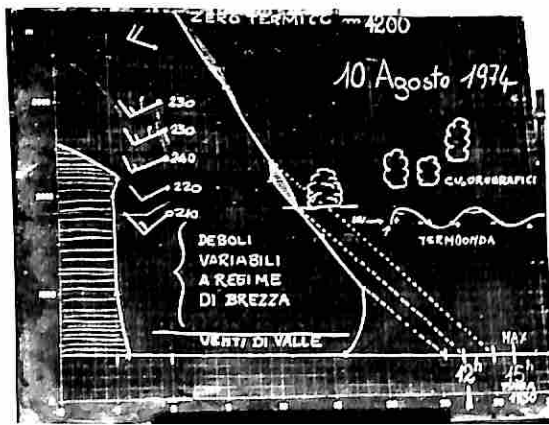 ZERO TERMICO m 4200
10 Agosto 1974
230
230
240
220
210
CU OROGRAFICI
TERMOONDA
DEBOLI
VARIABILI
A REGIME
DI BREZZA
VENTI DI VALLE
MAX
12h
15h